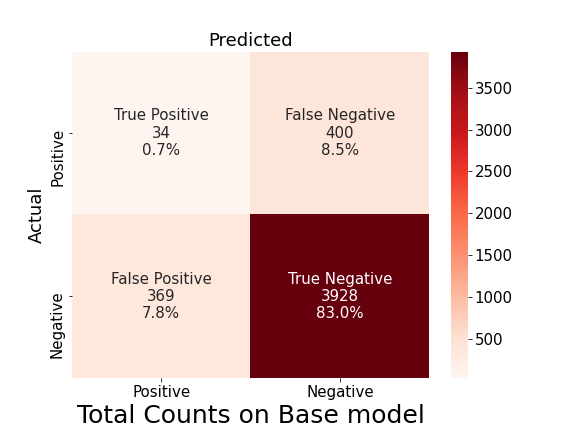 Predicted
True Positive
34
0.7%
False Negative
400
8.5%
False Positive
369
7.8%
True Negative
3928
83.0%
Actual
Positive
Negative
Positive
Negative
Total Counts on Base model
3500
3000
2500
2000
1500
1000
500